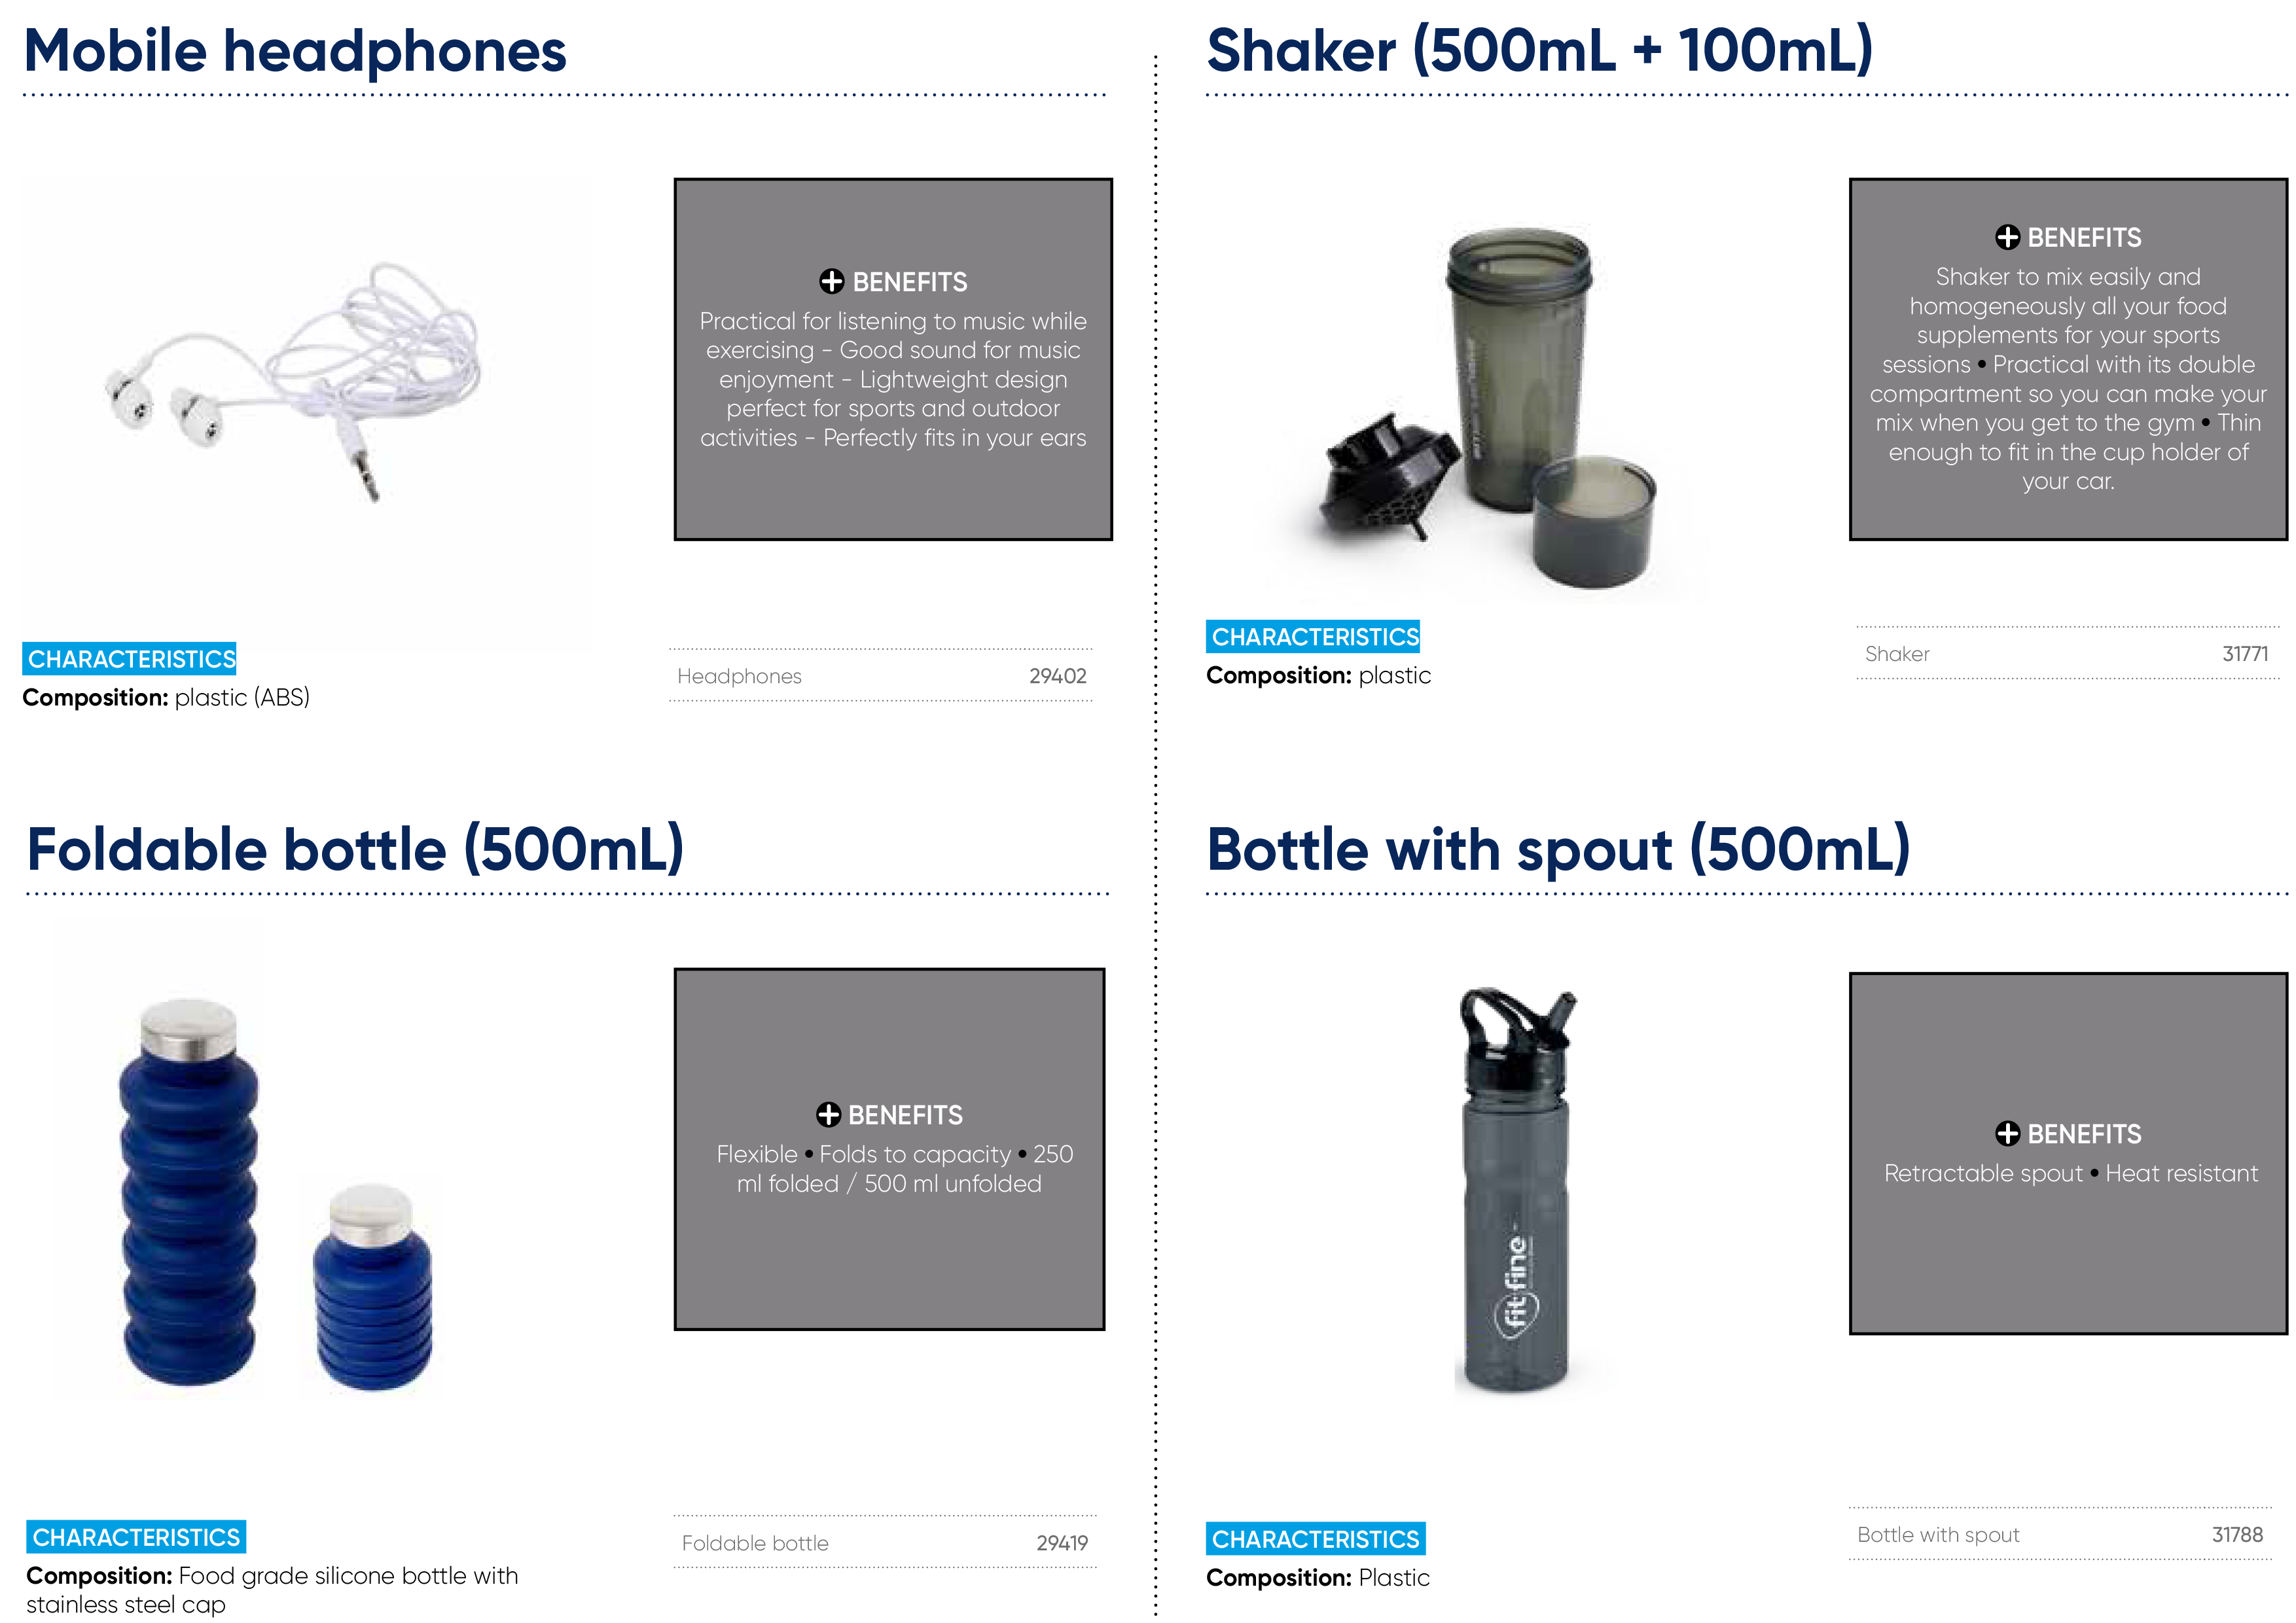 Mobile headphones
BENEFITS
Practical for listening to music while
exercising - Good sound for music
enjoyment - Lightweight design
perfect for sports and outdoor
activities - Perfectly fits in your ears
CHARACTERISTICS
Composition: plastic (ABS)
Headphones 29402
Shaker (500mL + 100mL)
BENEFITS
Shaker to mix easily and
homogeneously all your food
supplements for your sports
sessions • Practical with its double
compartment so you can make your
mix when you get to the gym • Thin
enough to fit in the cup holder of
your car.
CHARACTERISTICS
Composition: plastic
Shaker 31771
Foldable bottle (500mL)
BENEFITS
Flexible • Folds to capacity • 250
ml folded / 500 ml unfolded
CHARACTERISTICS
Composition: Food grade silicone bottle with
stainless steel cap
Foldable bottle 29419
Bottle with spout (500mL)
fit fine
BENEFITS
Retractable spout • Heat resistant
CHARACTERISTICS
Composition: Plastic
Bottle with spout 31788